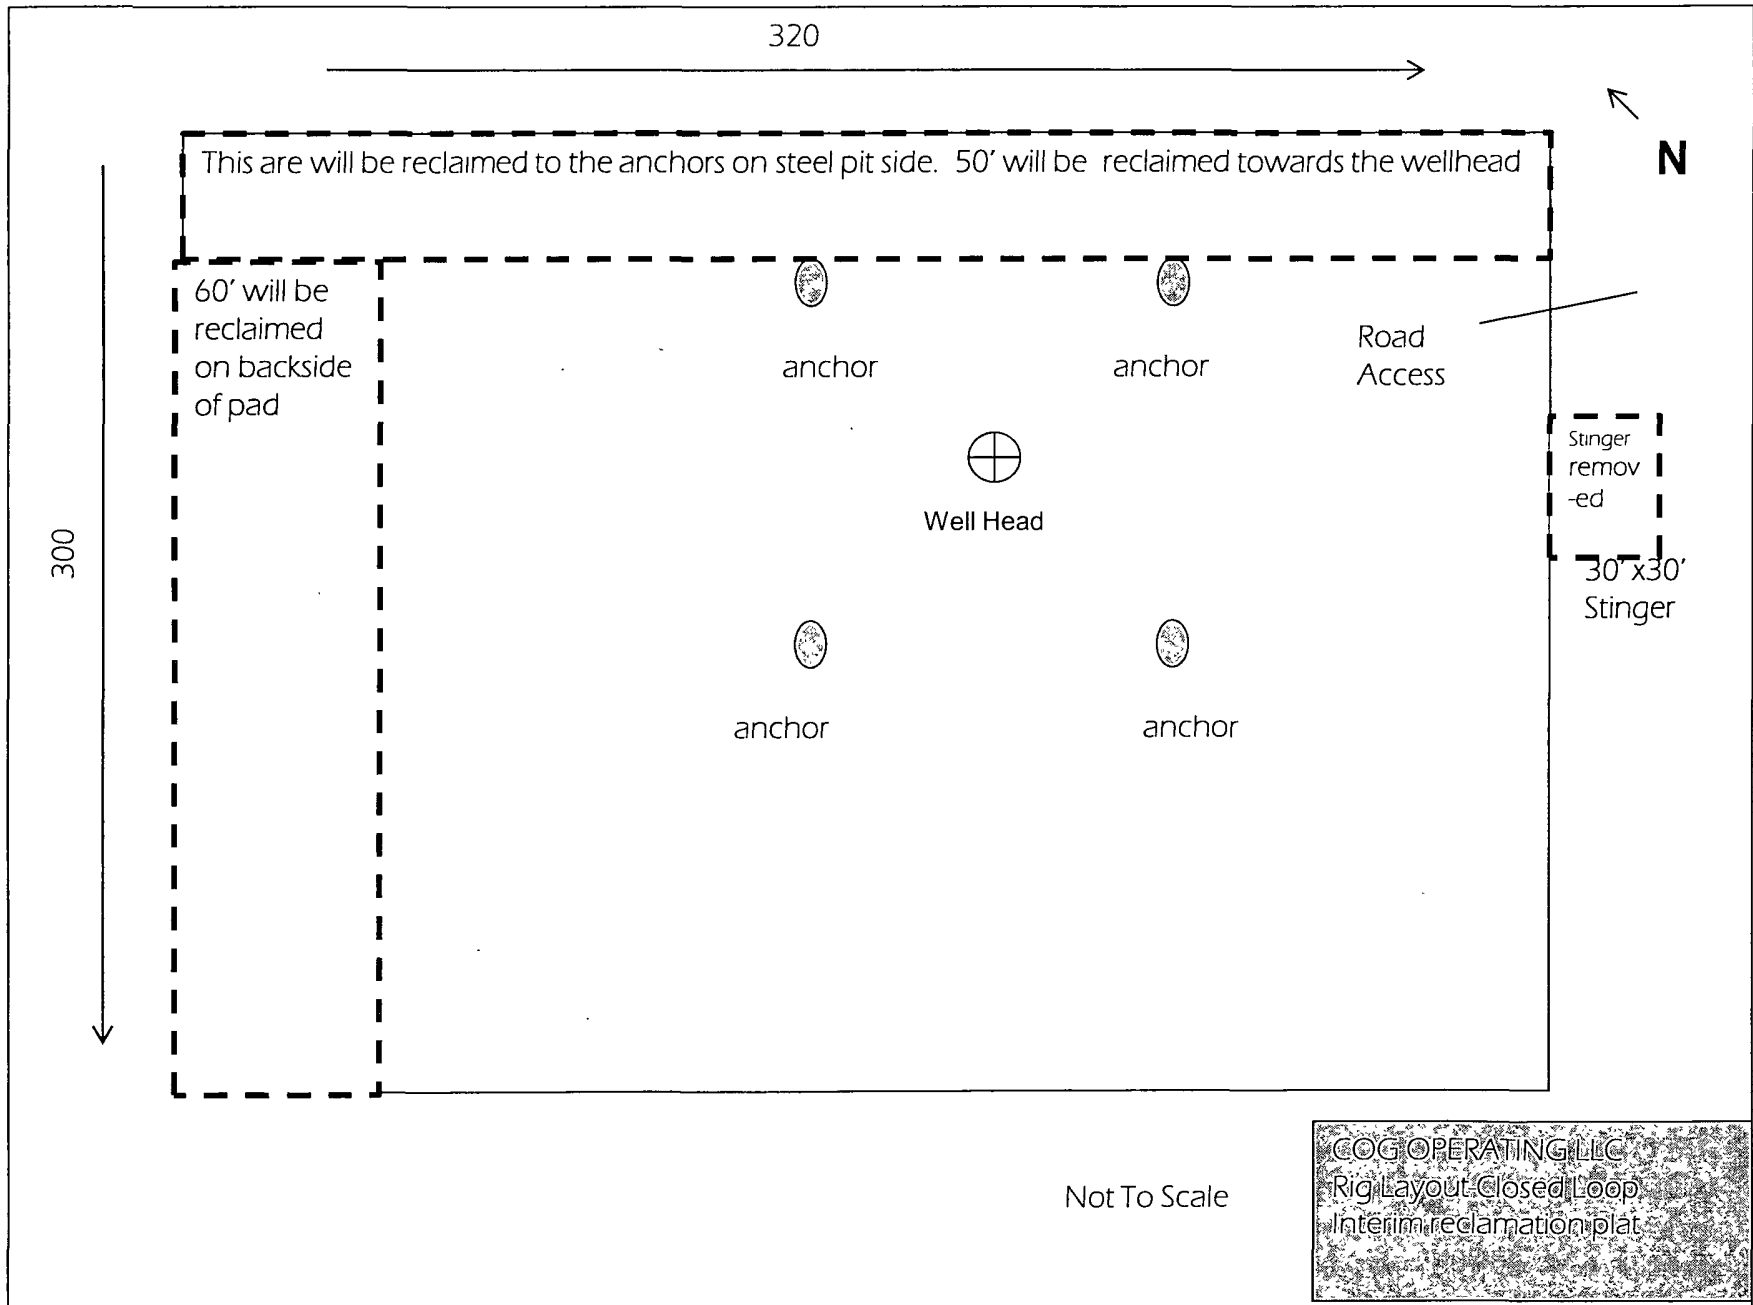 320
N
This are will be reclaimed to the anchors on steel pit side. 50' will be reclaimed towards the wellhead
60' will be
reclaimed
on backside
of pad
anchor
anchor
Road
Access
Stinger
remov
-ed
30'x30'
Stinger
Well Head
300
anchor
anchor
Not To Scale
COG OPERATING LLC
Rig Layout Closed Loop
Interim reclamation plat